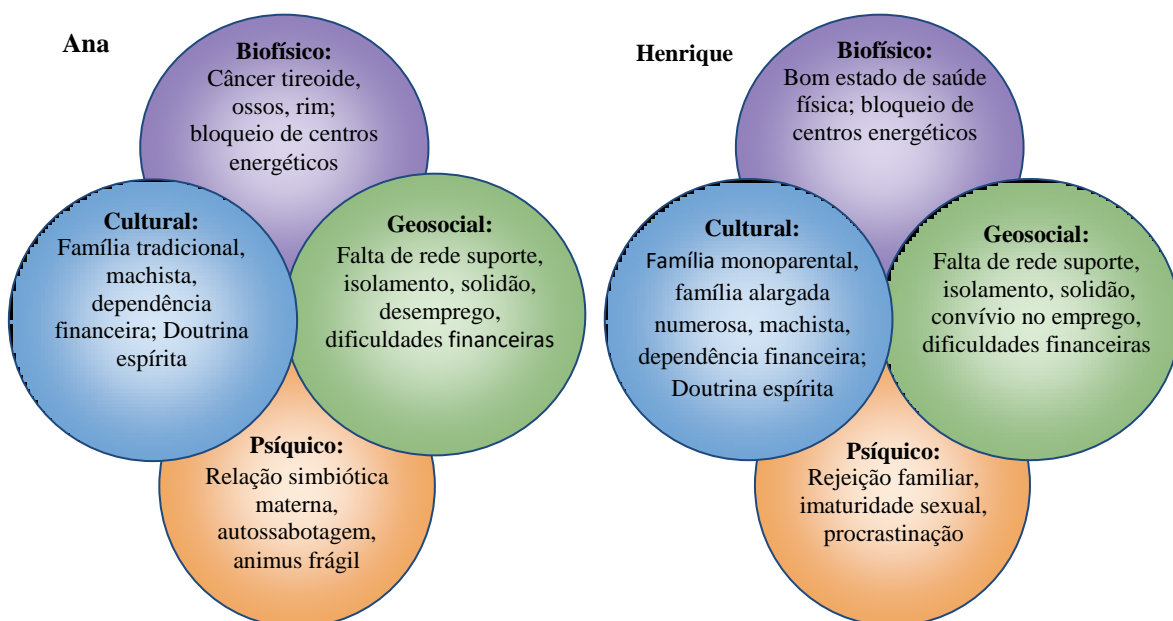 Ana
Biofísico:
Câncer tireoide,
ossos, rim;
bloqueio de centros
energéticos
Cultural:
Família tradicional,
machista,
dependência
financeira; Doutrina
espírita
Geosocial:
Falta de rede suporte,
isolamento, solidão,
desemprego,
dificuldades financeiras
Psíquico:
Relação simbiótica
materna,
autossabotagem,
animus frágil
Henrique
Biofísico:
Bom estado de saúde
física; bloqueio de
centros energéticos
Cultural:
Família monoparental,
família alargada
numerosa, machista,
dependência financeira;
Doutrina espírita
Geosocial:
Falta de rede suporte,
isolamento, solidão,
convívio no emprego,
dificuldades financeiras
Psíquico:
Rejeição familiar,
imaturidade sexual,
procrastinação